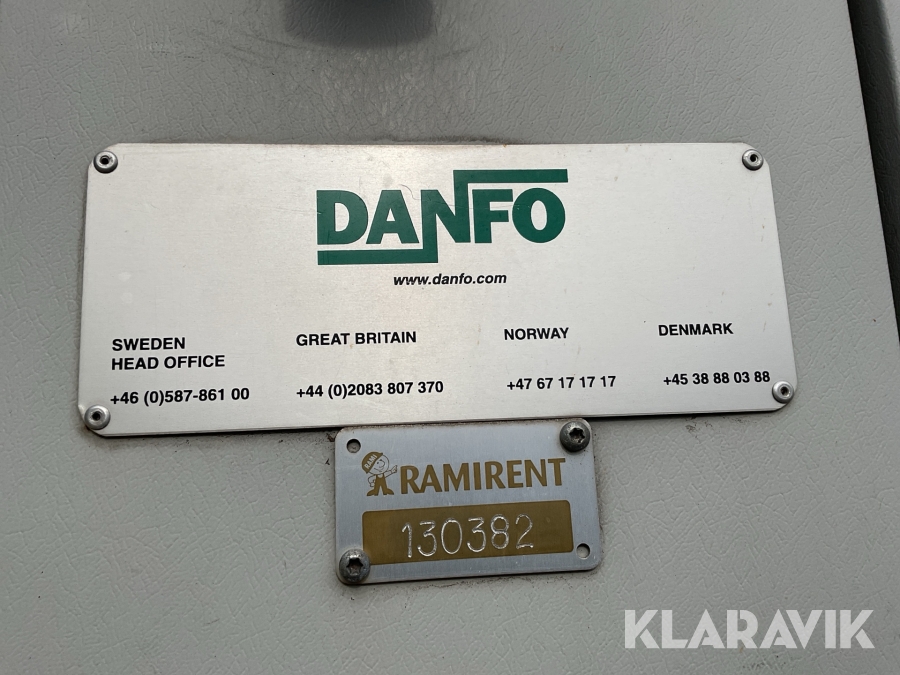 DANFO
www.danfo.com
SWEDEN
HEAD OFFICE
+46 (0)587-861 00
GREAT BRITAIN
+44 (0)2083 807 370
NORWAY
+47 67 17 17 17
DENMARK
+45 38 88 03 88
RAMI
RAMIRENT
130382
KLARAVIK